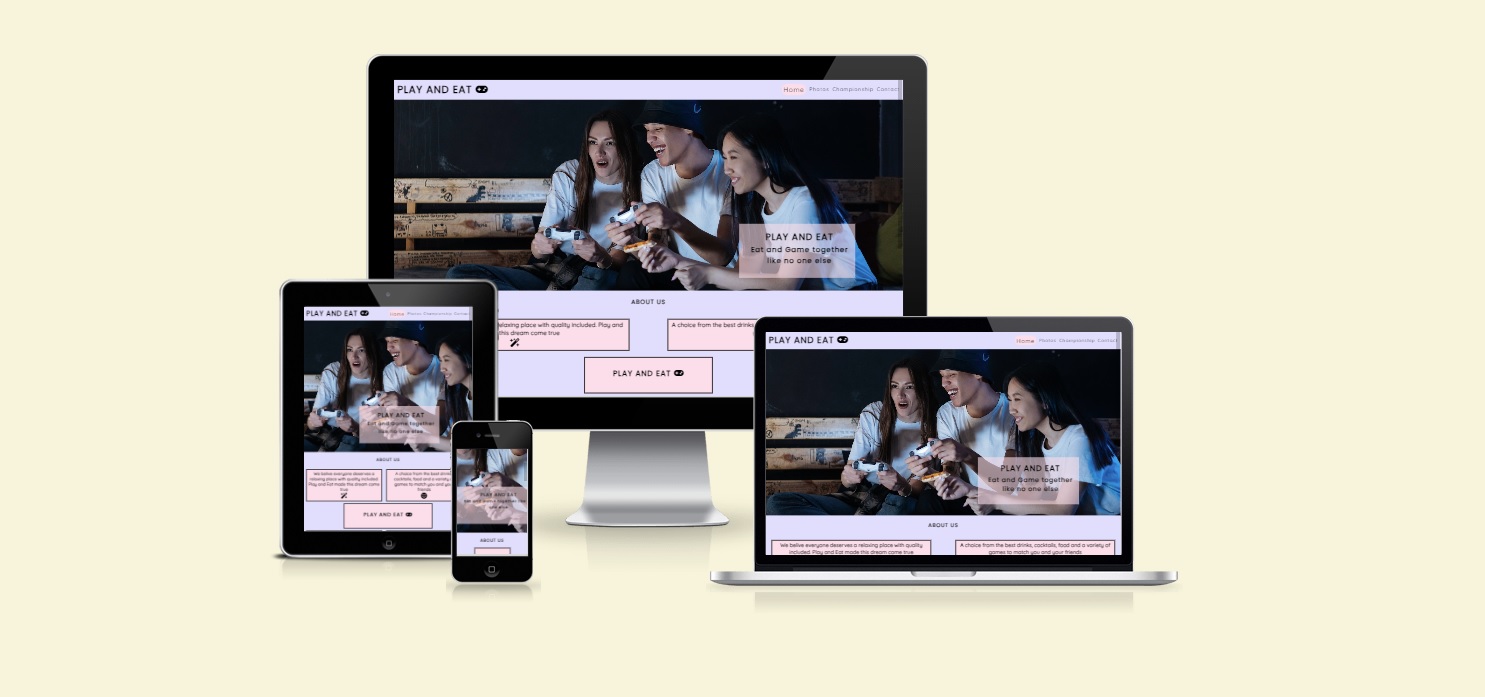 PLAY AND EAT
Home Photos Championship Contact
PLAY AND EAT
Eat and Game together
like no one else
ABOUT US
relaxing place with quality included. Play and
this dream come true
A choice from the best drinks
PLAY AND EAT
PLAY AND EAT
Home Photos Championship
PLAY AND EAT
Eat and Game together
like no one else
ABOUT US
We belive everyone deserves a
relaxing place with quality included.
Play and Eat made this dream come
true
A choice from the best drinks
cocktails, food and a variety
games to match you and you
friends
PLAY AND EAT
PLAY AND EAT
ABOUT US
PLAY AND EAT
Home Photos Championship Contact
PLAY AND EAT
Eat and Game together
like no one else
ABOUT US
We belive everyone deserves a relaxing place with quality
included. Play and Eat made this dream come true
A choice from the best drinks, cocktails, food and a variety of
games to match you and your friends